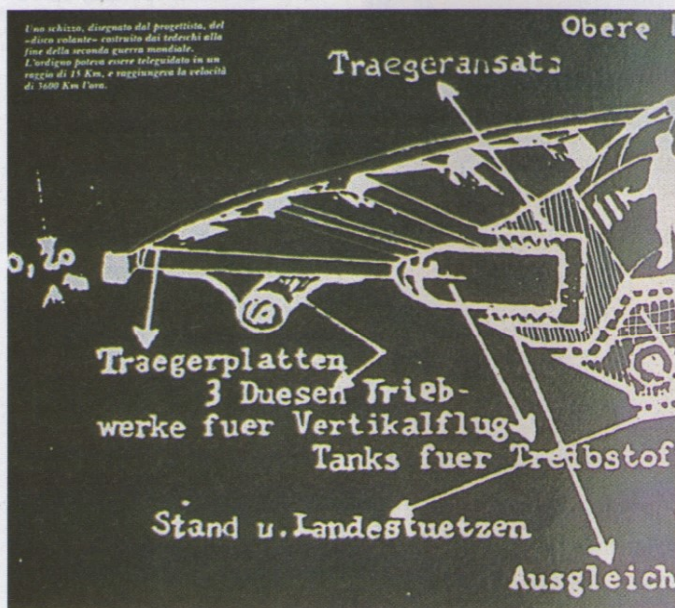 Uno schizzo, disegnato dal progettista, del
«disco volante» costruito dai tedeschi alla
fine della seconda guerra mondiale.
L'ordigno poteva essere teleguidato in un
raggio di 15 Km, e raggiungeva la velocità
di 3600 Km l'ora.
Obere
Traegeransatz
Traegerplatten
3 Duesen Trieb-
werke fuer Vertikalflug
Tanks fuer Treibstof
Stand u. Landestuetzen
Ausgleich